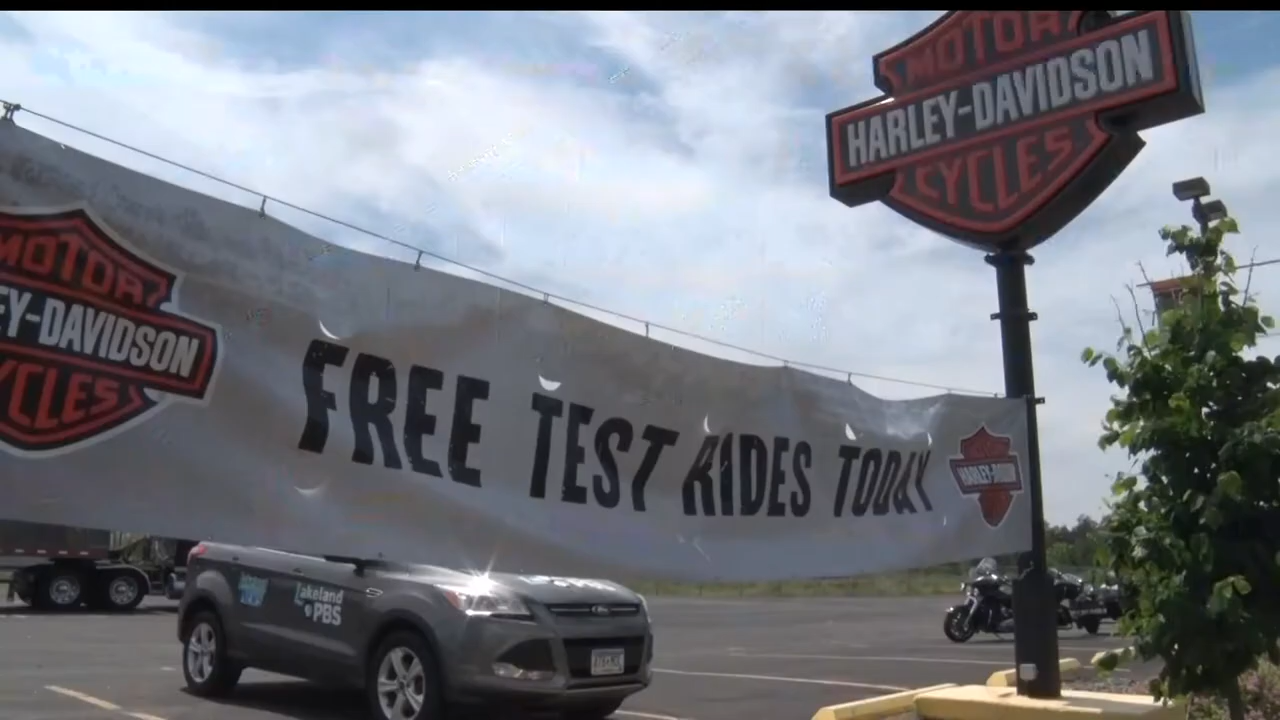 MOTOR
HARLEY-DAVIDSON
CYCLES
MOTOR
EY-DAVIDSON
CYCLES
FREE TEST RIDES TODAY
HARLEY-DAVIDSON
Lakeland
PBS